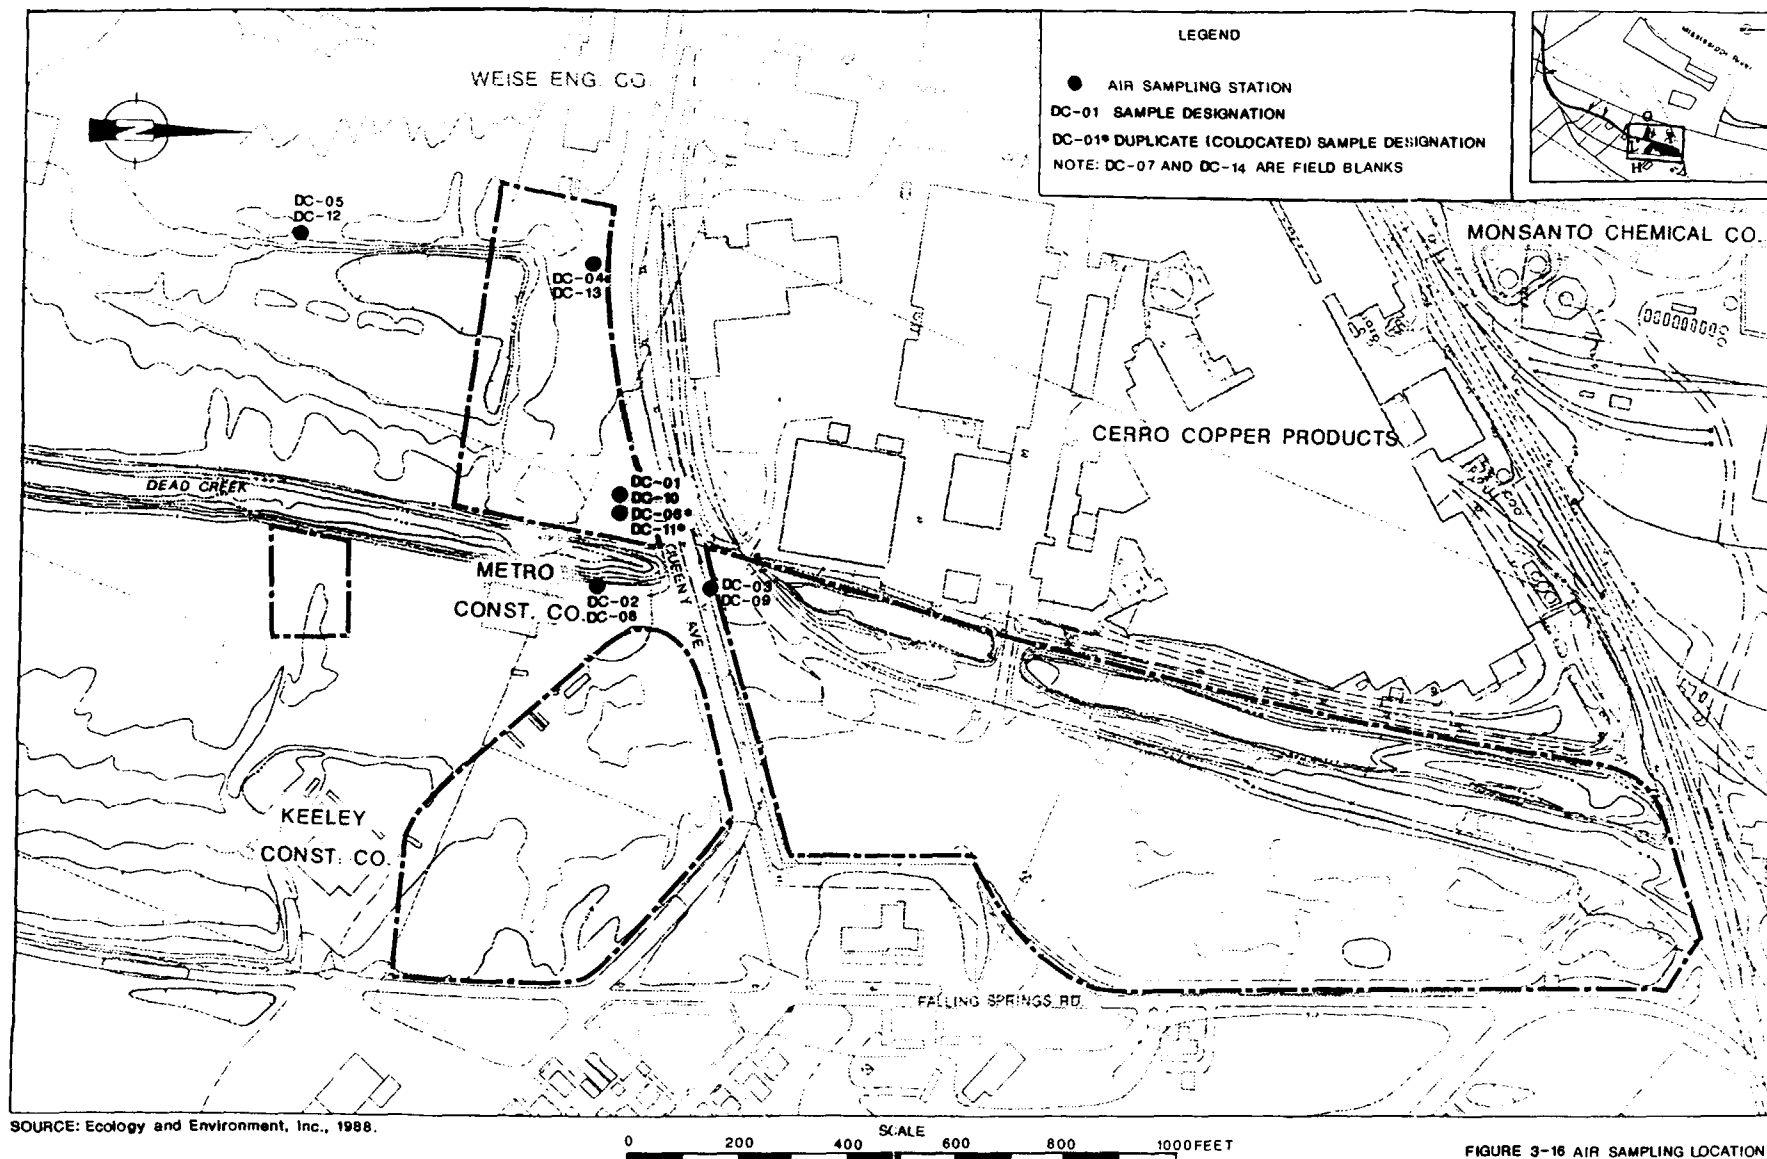 LEGEND
AIR SAMPLING STATION
DC-01 SAMPLE DESIGNATION
DC-01* DUPLICATE (COLOCATED) SAMPLE DESIGNATION
NOTE: DC-07 AND DC-14 ARE FIELD BLANKS
MISSISSIPPI River
WEISE ENG. CO.
N
DC-05
DC-12
DC-04
DC-13
MONSANTO CHEMICAL CO.
CERRO COPPER PRODUCTS
DEAD CREEK
DC-01
DC-10
DC-06*
DC-11*
METRO
CONST. CO.
DC-02
DC-08
QUEENY AVE
DC-03
DC-09
KEELEY
CONST. CO.
FALLING SPRINGS RD.
SOURCE: Ecology and Environment, Inc., 1988.
SCALE
0 200 400 600 800 1000 FEET
FIGURE 3-16 AIR SAMPLING LOCATION